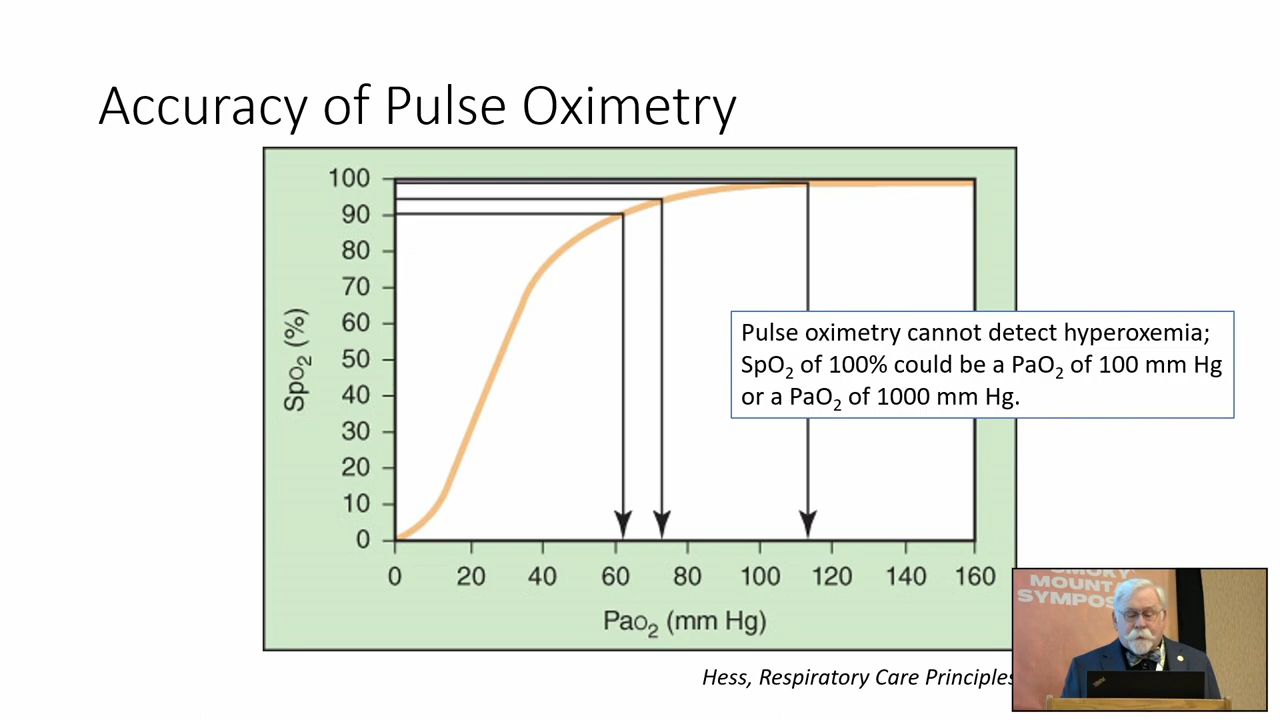 Accuracy of Pulse Oximetry
100
90
80
70
60
50
40
30
20
10
0
SpO₂ (%)
0 20 40 60 80 100 120 140 160
PaO₂ (mm Hg)
Pulse oximetry cannot detect hyperoxemia;
SpO₂ of 100% could be a PaO₂ of 100 mm Hg
or a PaO₂ of 1000 mm Hg.
Hess, Respiratory Care Principles
SMOKY
MOUNTA
SYMPOS